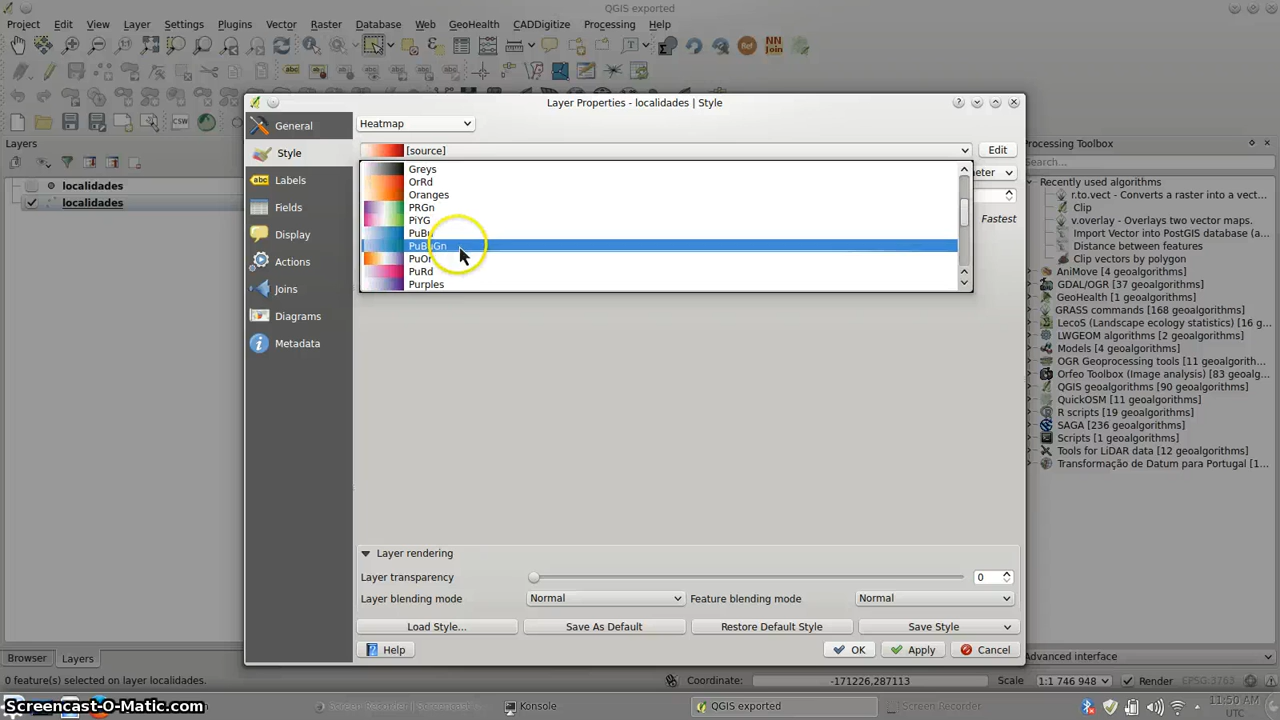 QGIS exported
Project Edit View Layer Settings Plugins Vector Raster Database Web GeoHealth CADDigitize Processing Help
Layers
localidades
localidades
Layer Properties - localidades | Style
General
Style
Labels
Fields
Display
Actions
Joins
Diagrams
Metadata
Heatmap
[source]
Edit
Greys
OrRd
Oranges
PRGn
PiYG
PuBu
PuBuGn
PuOr
PuRd
Purples
meter
Fastest
Layer rendering
Layer transparency
0
Layer blending mode
Normal
Feature blending mode
Normal
Load Style...
Save As Default
Restore Default Style
Save Style
Help
OK
Apply
Cancel
Processing Toolbox
Search...
Recently used algorithms
r.to.vect - Converts a raster into a vect...
Clip
v.overlay - Overlays two vector maps.
Import Vector into PostGIS database (a...
Distance between features
Clip vectors by polygon
AniMove [3 geoalgorithms]
GDAL/OGR [37 geoalgorithms]
GeoHealth [1 geoalgorithms]
GRASS commands [168 geoalgorithms]
LecoS (Landscape ecology statistics) [16 g...
LWGEOM algorithms [2 geoalgorithms]
Models [4 geoalgorithms]
OGR Geoprocessing tools [11 geoalgorith...
Orfeo Toolbox (Image analysis) [83 geoalg...
QGIS geoalgorithms [90 geoalgorithms]
QuickOSM [11 geoalgorithms]
R scripts [19 geoalgorithms]
SAGA [236 geoalgorithms]
Scripts [1 geoalgorithms]
Tools for LiDAR data [12 geoalgorithms]
Transformação de Datum para Portugal [1...
Advanced interface
Browser
Layers
0 feature(s) selected on layer localidades
Coordinate:
-171226,287113
Scale
1:1 746 948
Render
EPSG:3763
Screencast-O-Matic.com
Konsole
QGIS exported
Screen Recorder
11:50 AM
UTC